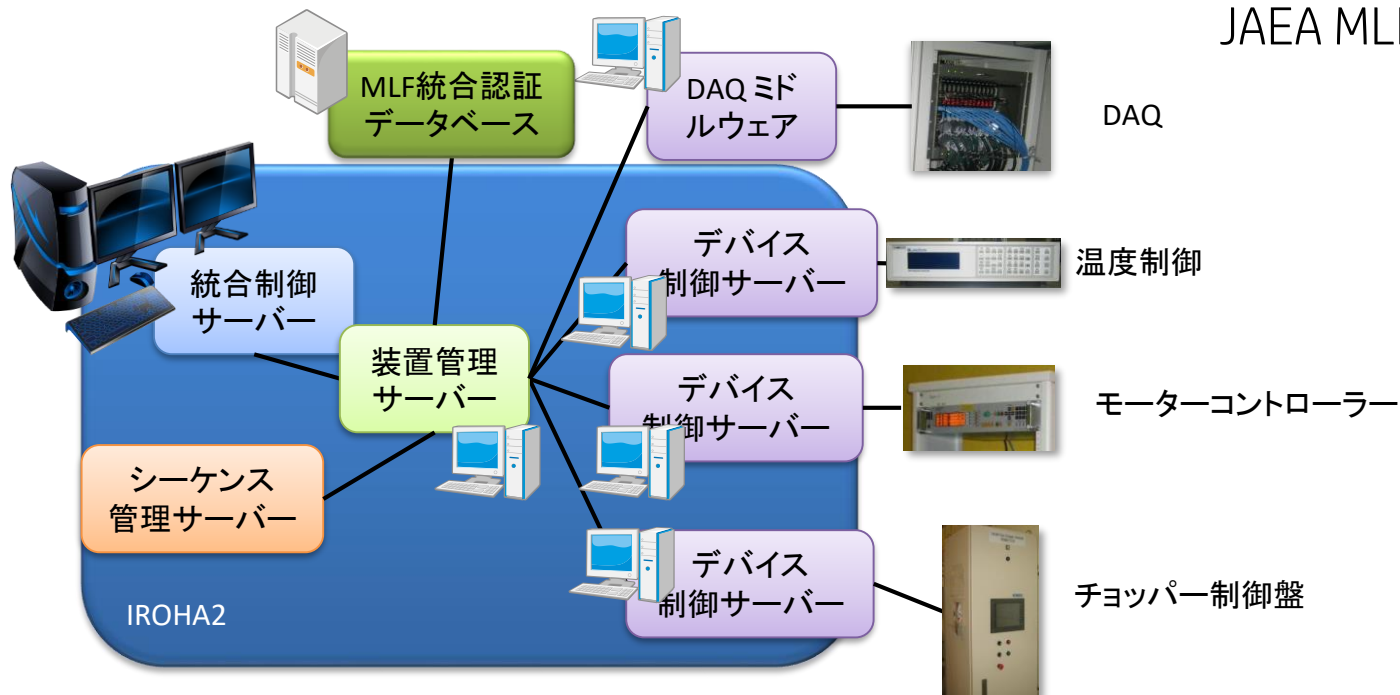 JAEA MLF
MLF統合認証
データベース
DAQ ミド
ルウェア
DAQ
デバイス
制御サーバー
温度制御
統合制御
サーバー
装置管理
サーバー
デバイス
制御サーバー
モーターコントローラー
シーケンス
管理サーバー
デバイス
制御サーバー
チョッパー制御盤
IROHA2